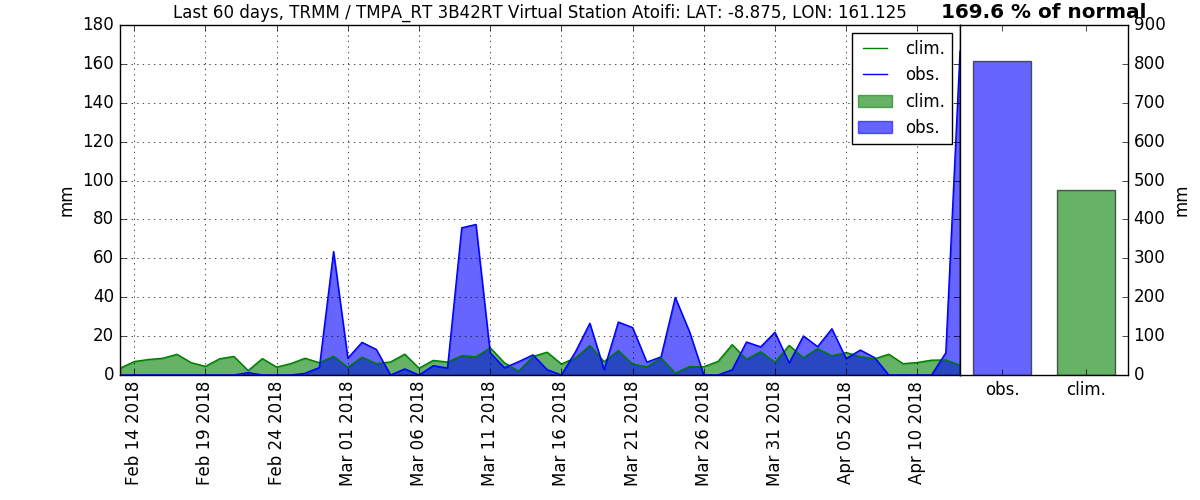 Last 60 days, TRMM / TMPA_RT 3B42RT Virtual Station Atoifi: LAT: -8.875, LON: 161.125
169.6 % of normal
180
160
140
120
100
80
60
40
20
0
mm
clim.
obs.
clim.
obs.
900
800
700
600
500
400
300
200
100
0
mm
Feb 14 2018
Feb 19 2018
Feb 24 2018
Mar 01 2018
Mar 06 2018
Mar 11 2018
Mar 16 2018
Mar 21 2018
Mar 26 2018
Mar 31 2018
Apr 05 2018
Apr 10 2018
obs.
clim.